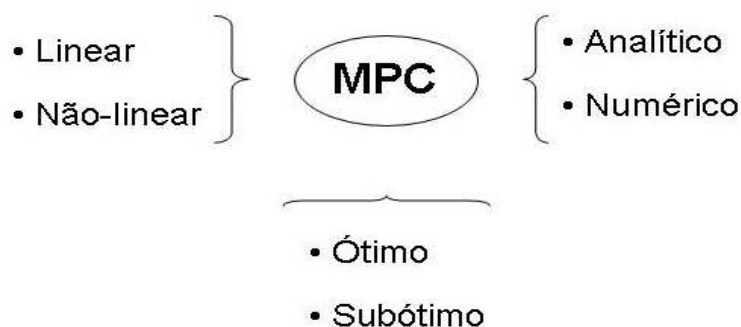 • Linear
• Não-linear
MPC
• Analítico
• Numérico
• Ótimo
• Subótimo